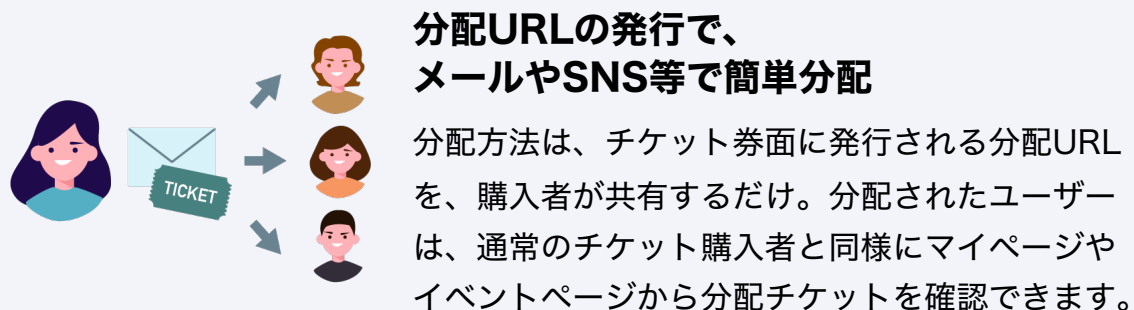 分配URLの発行で、
メールやSNS等で簡単分配
TICKET
分配方法は、チケット券面に発行される分配URL
を、購入者が共有するだけ。分配されたユーザー
は、通常のチケット購入者と同様にマイページや
イベントページから分配チケットを確認できます。